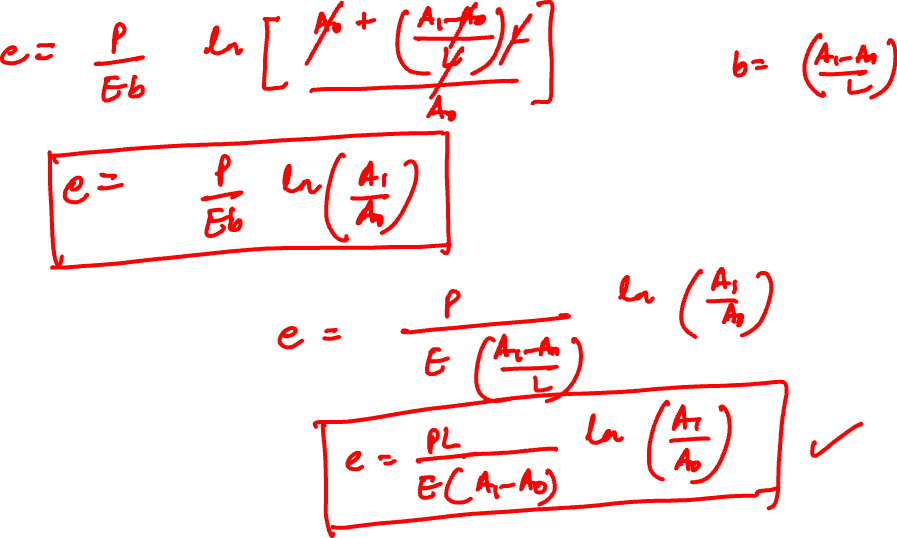 e = P/Eb ln [ (A₀ + ((A₁-A₀)/L)L)/A₀ ] b = ((A₁-A₀)/L)
e = P/Eb ln(A₁/A₀)
e = P/(E((A₁-A₀)/L)) ln(A₁/A₀)
e = PL/(E(A₁-A₀)) ln(A₁/A₀) ✓